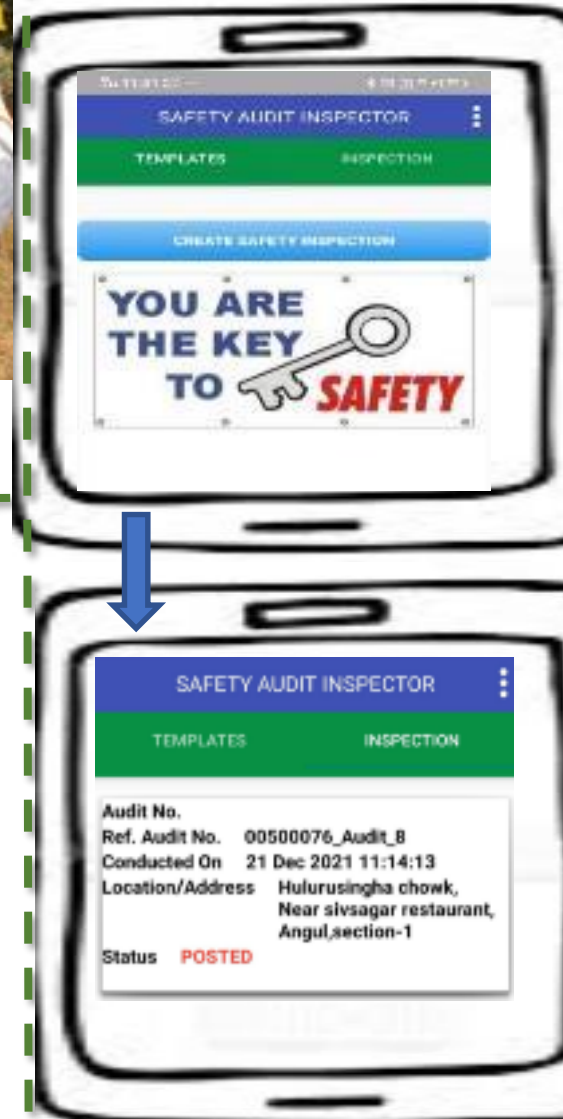 SAFETY AUDIT INSPECTOR
TEMPLATES INSPECTION
CREATE SAFETY INSPECTION
YOU ARE
THE KEY
TO SAFETY
SAFETY AUDIT INSPECTOR
TEMPLATES INSPECTION
Audit No.
Ref. Audit No. 00500076_Audit_8
Conducted On 21 Dec 2021 11:14:13
Location/Address Hulurusingha chowk,
Near sivsagar restaurant,
Angul,section-1
Status POSTED